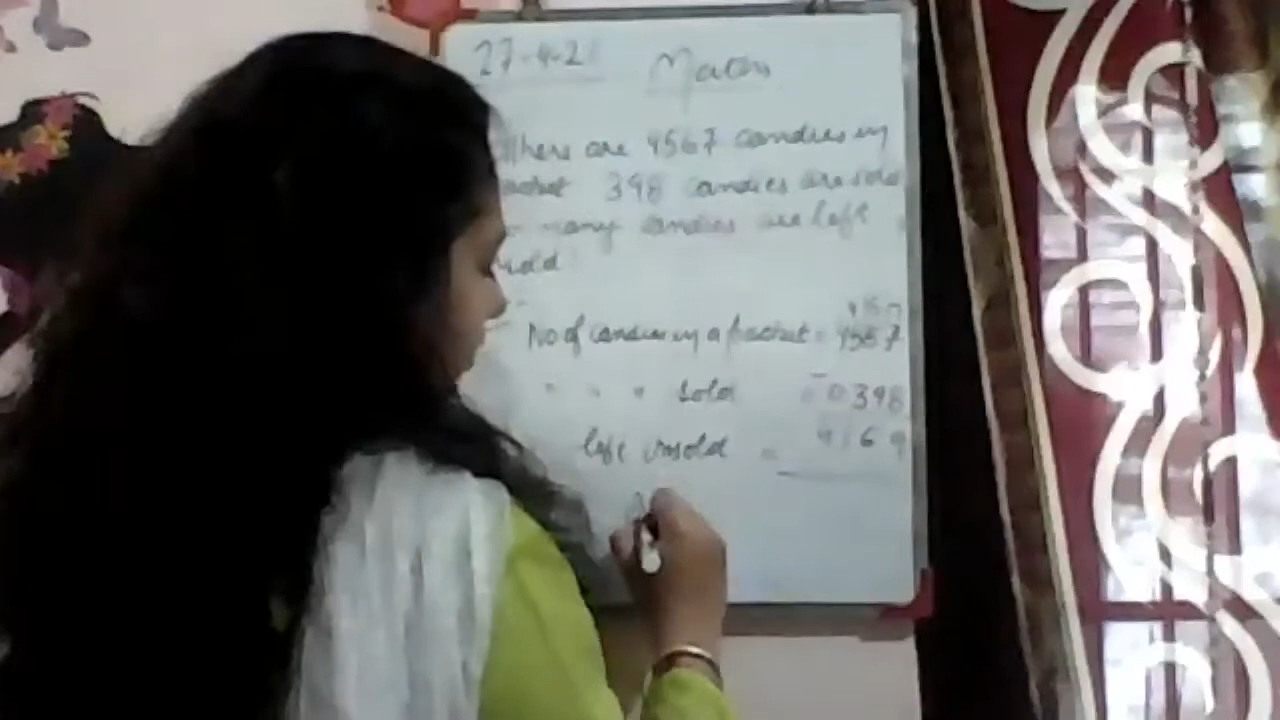 27-4-21 Maths
There are 4567 candies in
packet 398 candies are sold
many candies are left
No of candies in a packet = 4567
" " " sold 0398
left unsold = 4169